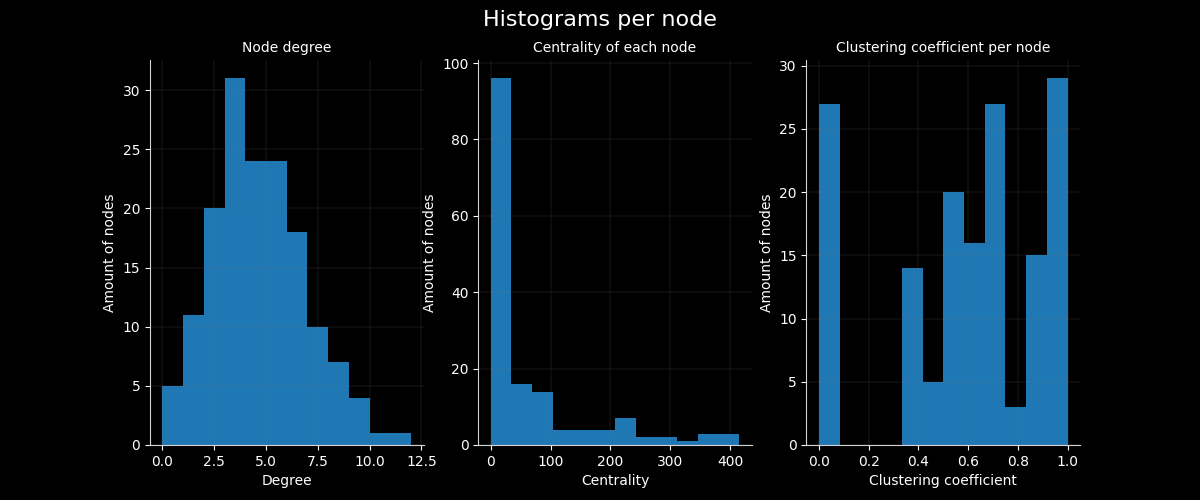 Histograms per node
Node degree
Amount of nodes
30
25
20
15
10
5
0
0.0 2.5 5.0 7.5 10.0 12.5
Degree
Centrality of each node
Amount of nodes
100
80
60
40
20
0
0 100 200 300 400
Centrality
Clustering coefficient per node
Amount of nodes
30
25
20
15
10
5
0
0.0 0.2 0.4 0.6 0.8 1.0
Clustering coefficient